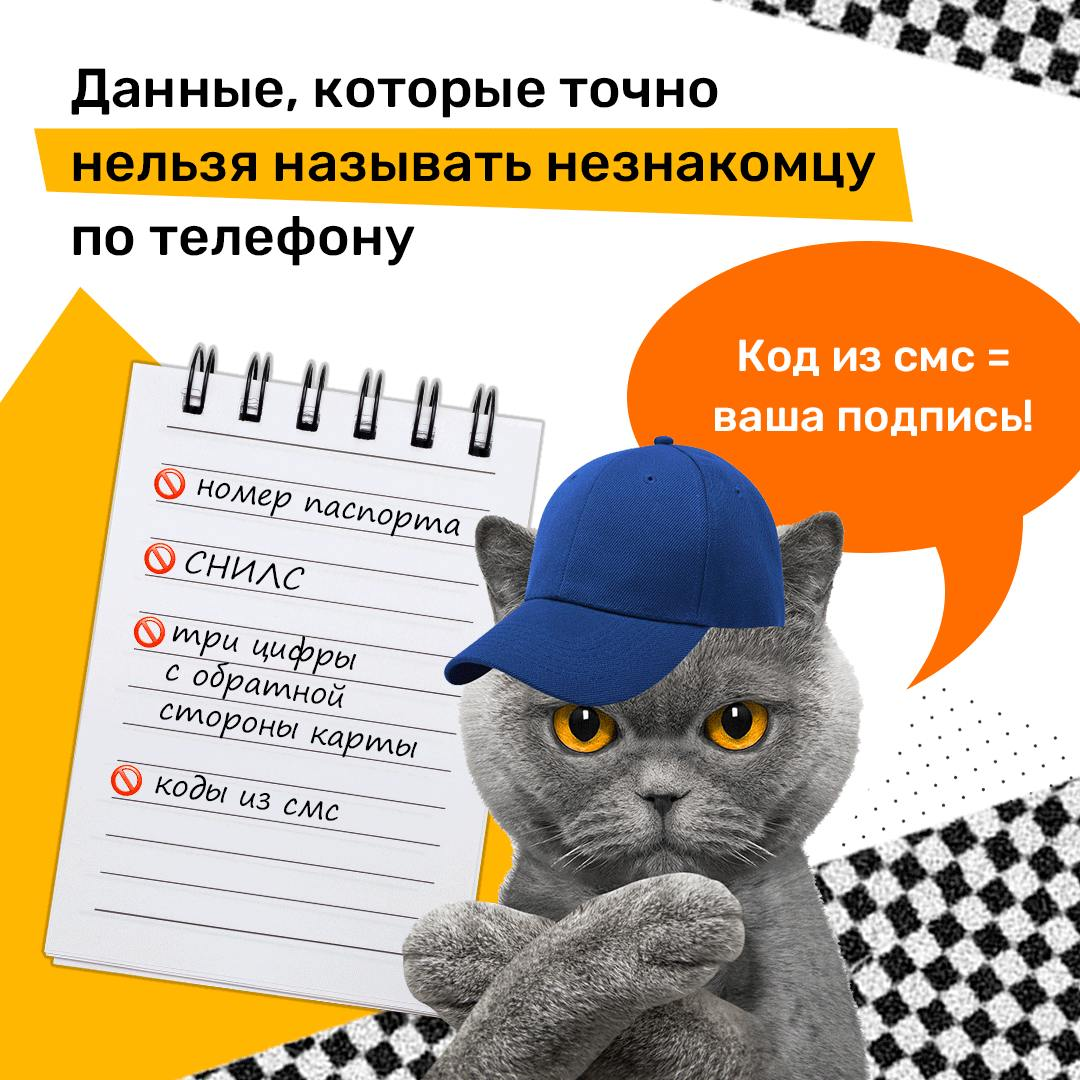 Данные, которые точно
нельзя называть незнакомцу
по телефону
Код из смс =
ваша подпись!
номер паспорта
СНИЛС
три цифры
с обратной
стороны карты
коды из смс